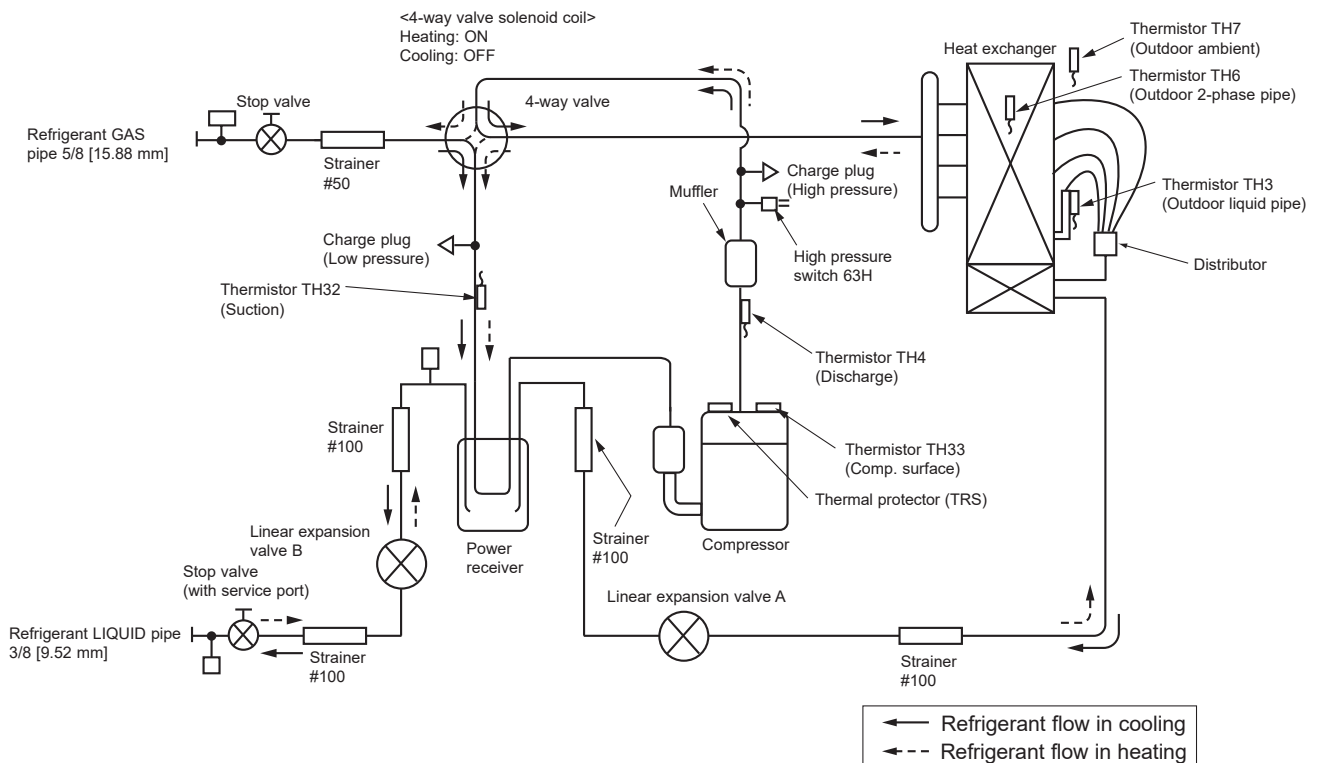 <4-way valve solenoid coil>
Heating: ON
Cooling: OFF
Heat exchanger
Thermistor TH7
(Outdoor ambient)
Thermistor TH6
(Outdoor 2-phase pipe)
Stop valve
4-way valve
Refrigerant GAS
pipe 5/8 [15.88 mm]
Strainer
#50
Charge plug
(High pressure)
Muffler
Thermistor TH3
(Outdoor liquid pipe)
Charge plug
(Low pressure)
High pressure
switch 63H
Distributor
Thermistor TH32
(Suction)
Thermistor TH4
(Discharge)
Strainer
#100
Thermistor TH33
(Comp. surface)
Thermal protector (TRS)
Linear expansion
valve B
Power
receiver
Strainer
#100
Compressor
Stop valve
(with service port)
Linear expansion valve A
Refrigerant LIQUID pipe
3/8 [9.52 mm]
Strainer
#100
Strainer
#100
Refrigerant flow in cooling
Refrigerant flow in heating